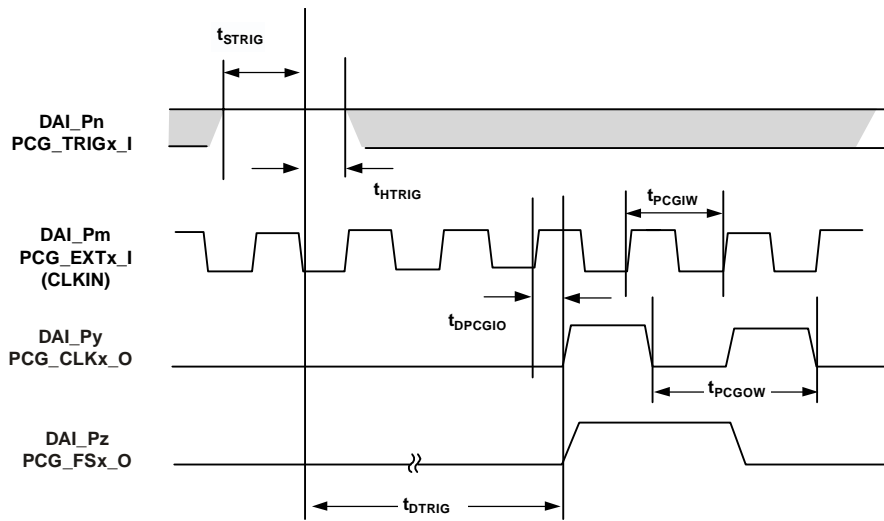 tSTRIG
DAI_Pn
PCG_TRIGx_I
tHTRIG
tPCGIW
DAI_Pm
PCG_EXTx_I
(CLKIN)
tDPCGIO
DAI_Py
PCG_CLKx_O
tPCGOW
DAI_Pz
PCG_FSx_O
tDTRIG